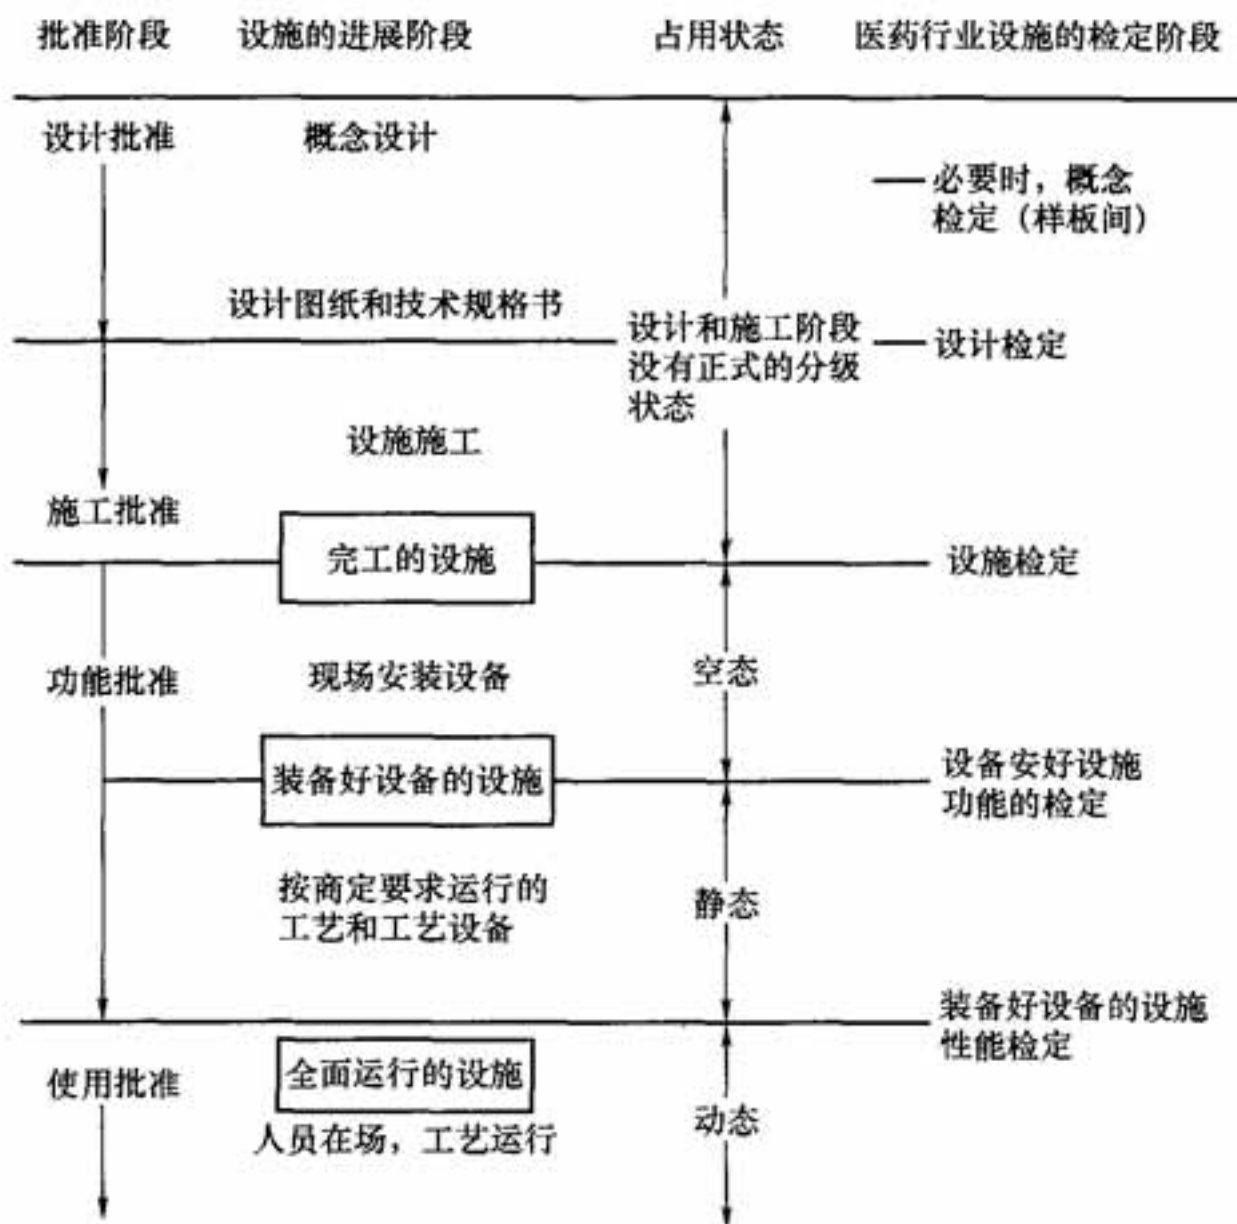 批准阶段 设施的进展阶段 占用状态 医药行业设施的检定阶段
设计批准 概念设计
必要时，概念
检定（样板间）
设计图纸和技术规格书
设计和施工阶段
没有正式的分级
状态
设计检定
设施施工
施工批准
完工的设施
设施检定
功能批准 现场安装设备 空态
装备好设备的设施
设备安好设施
功能的检定
按商定要求运行的
工艺和工艺设备
静态
装备好设备的设施
性能检定
全面运行的设施
使用批准
人员在场，工艺运行
动态